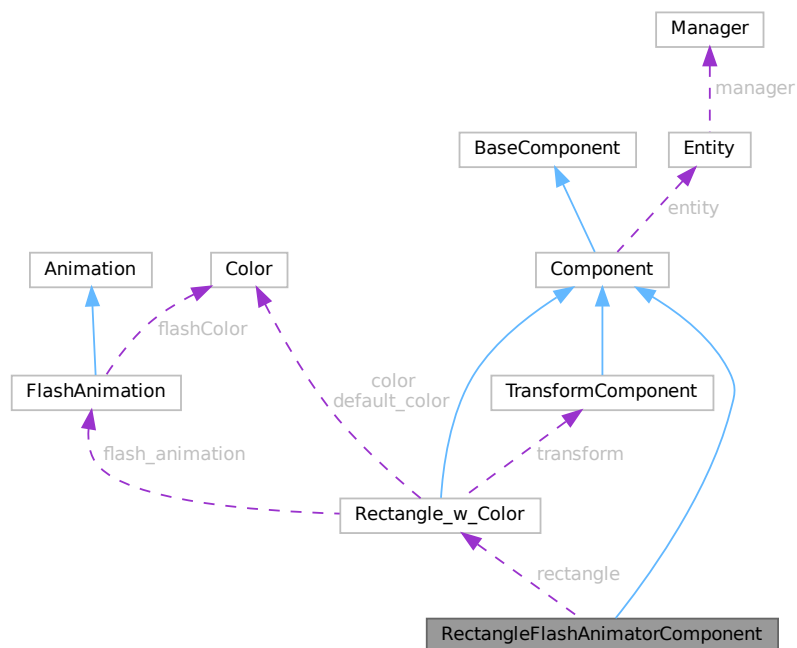 Manager
manager
BaseComponent
Entity
entity
Animation
Color
Component
flashColor
color
default_color
FlashAnimation
TransformComponent
flash_animation
transform
Rectangle_w_Color
rectangle
RectangleFlashAnimatorComponent